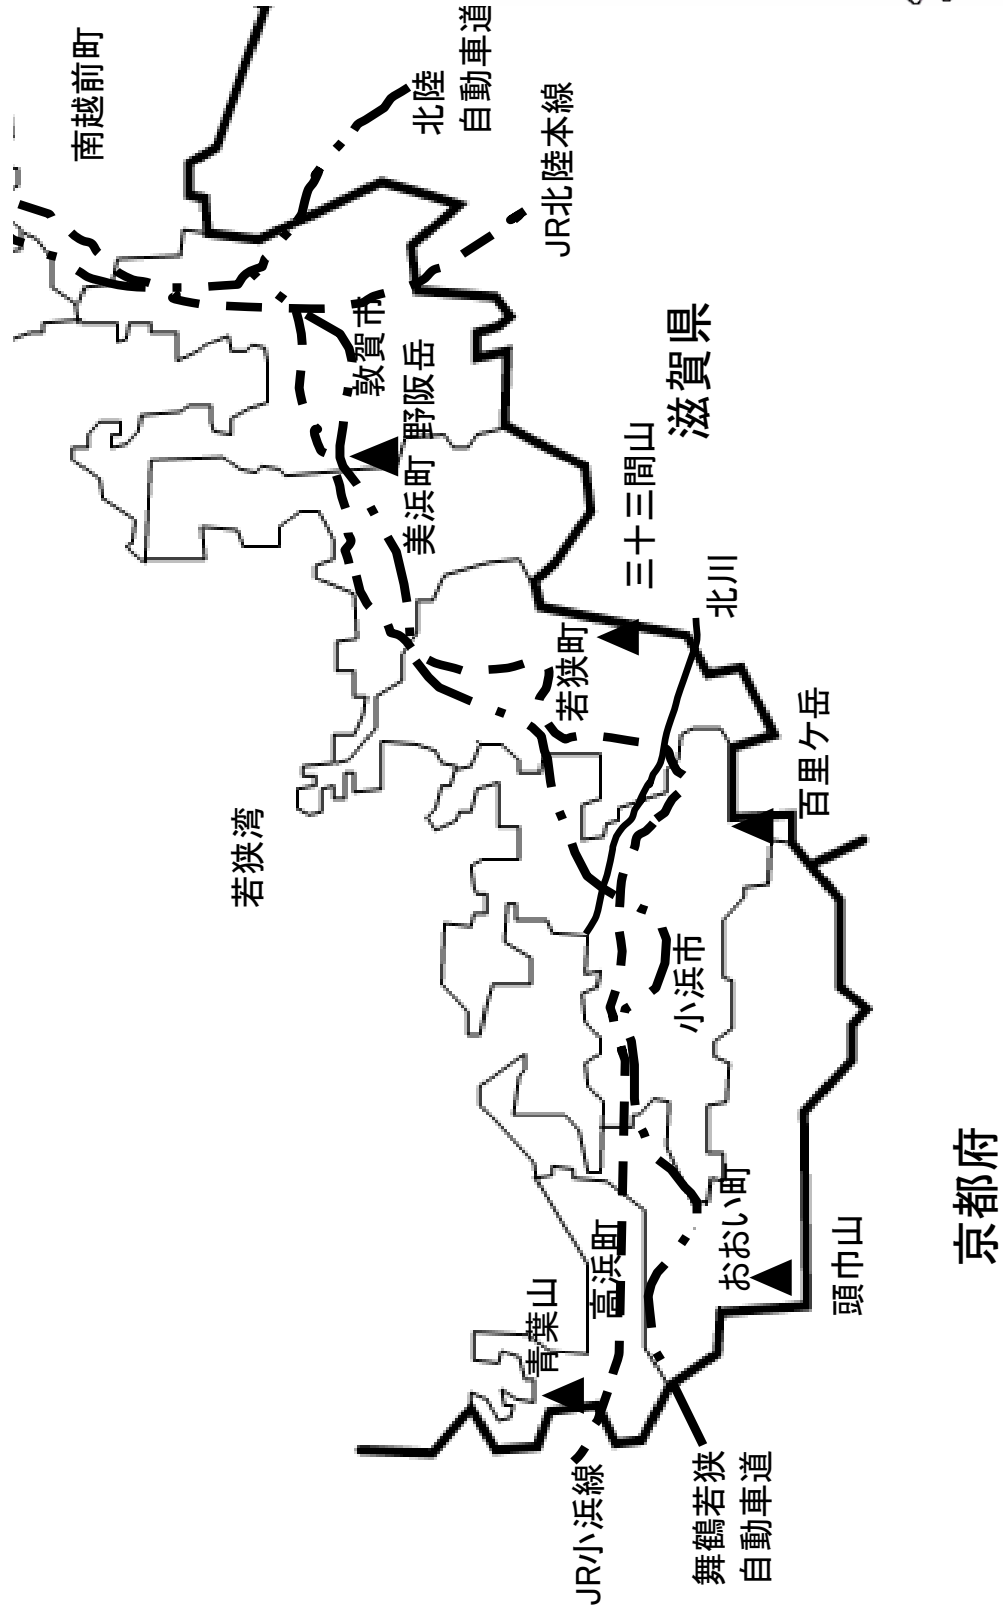 南越前町
北陸
自動車道
JR北陸本線
敦賀市
野阪岳
美浜町
滋賀県
三十三間山
北川
若狭町
百里ケ岳
若狭湾
小浜市
おおい町
高浜町
青葉山
頭巾山
京都府
JR小浜線
舞鶴若狭
自動車道